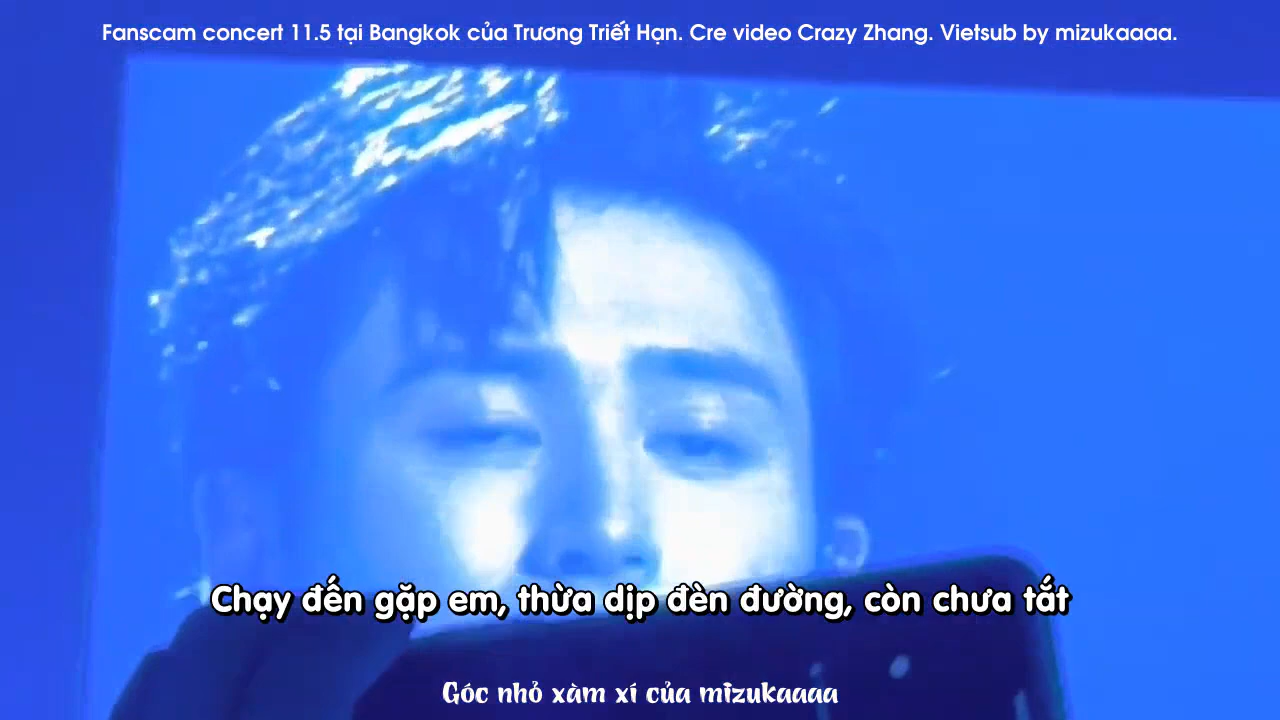 Fanscam concert 11.5 tại Bangkok của Trương Triết Hạn. Cre video Crazy Zhang. Vietsub by mizukaaaa.
Chạy đến gặp em, thừa dịp đèn đường, còn chưa tắt
Góc nhỏ xàm xí của mizukaaaa